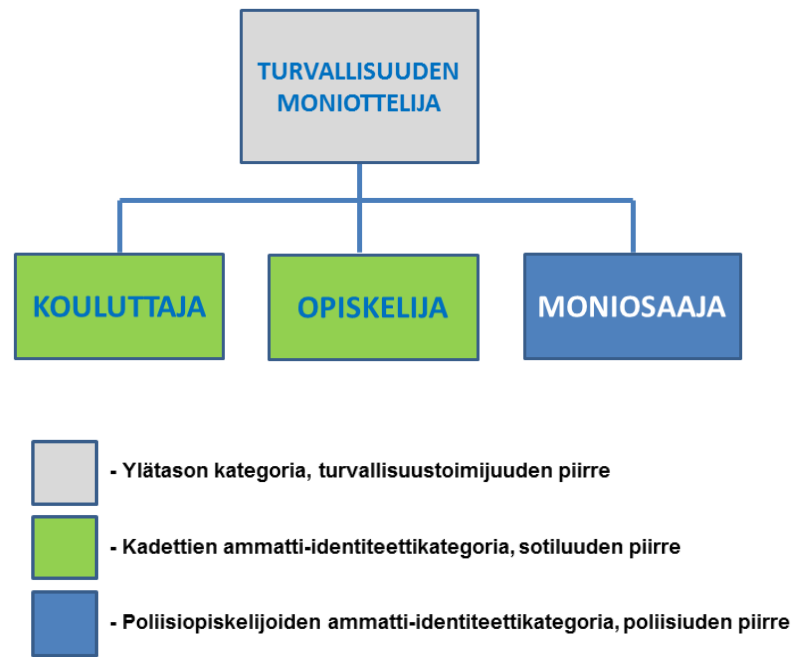 TURVALLISUUDEN
MONIOTTELIJA
KOULUTTAJA
OPISKELIJA
MONIOSAAJA
- Ylätason kategoria, turvallisuustoimijuuden piirre
- Kadettien ammatti-identiteettikategoria, sotiluuden piirre
- Poliisiopiskelijoiden ammatti-identiteettikategoria, poliisiuden piirre